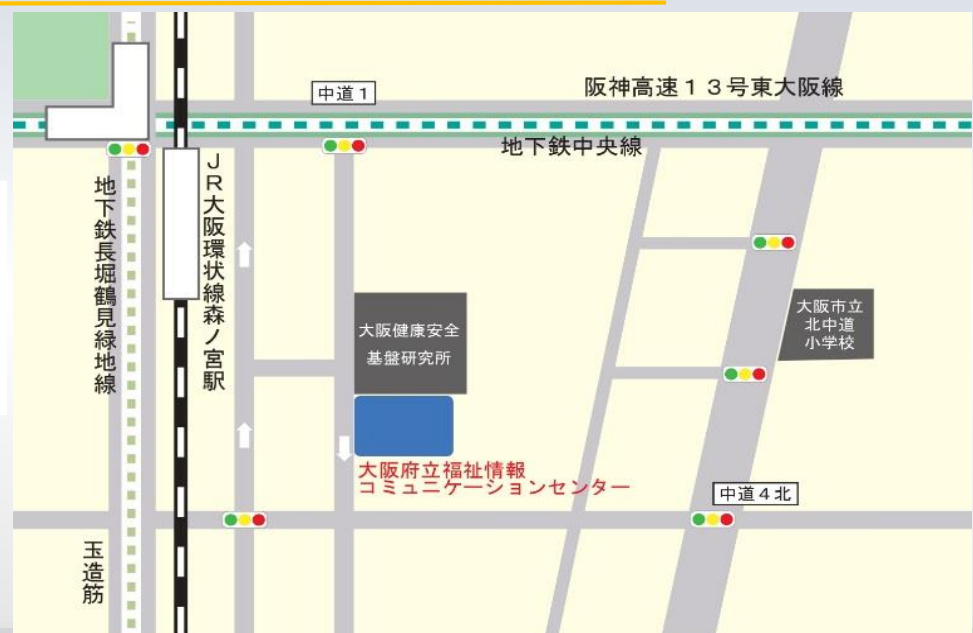 中道1
阪神高速13号東大阪線
地下鉄中央線
地下鉄長堀鶴見緑地線
JR大阪環状線森ノ宮駅
大阪健康安全
基盤研究所
大阪市立
北中道
小学校
大阪府立福祉情報
コミュニケーションセンター
中道4北
玉造筋